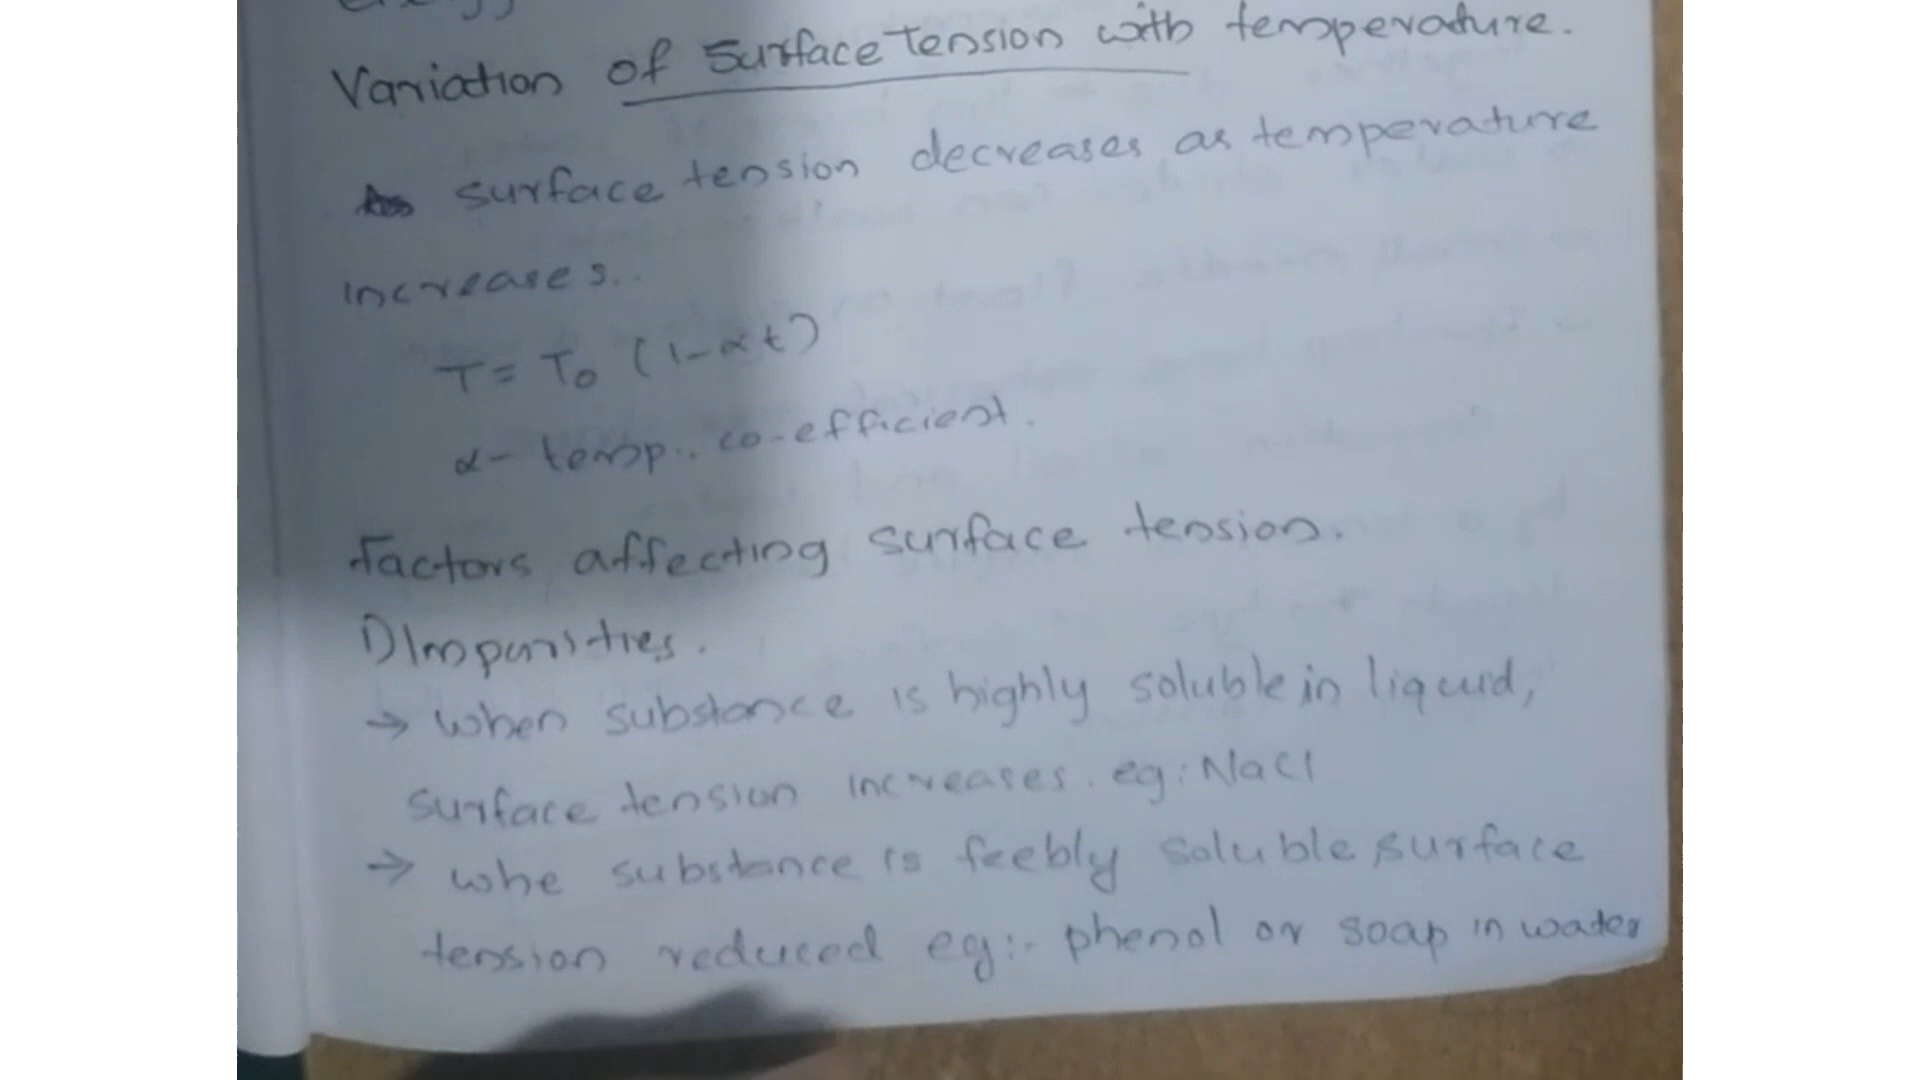 Variation of Surface Tension with temperature.
surface tension decreases as temperature
increases..
T = T₀ (1-αt)
α- temp.. co-efficient.
Factors affecting surface tension.
1) Impurities.
→ when substance is highly soluble in liquid,
surface tension increases. eg: NaCl
→ whe substance is feebly soluble surface
tension reduced eg:- phenol or soap in water